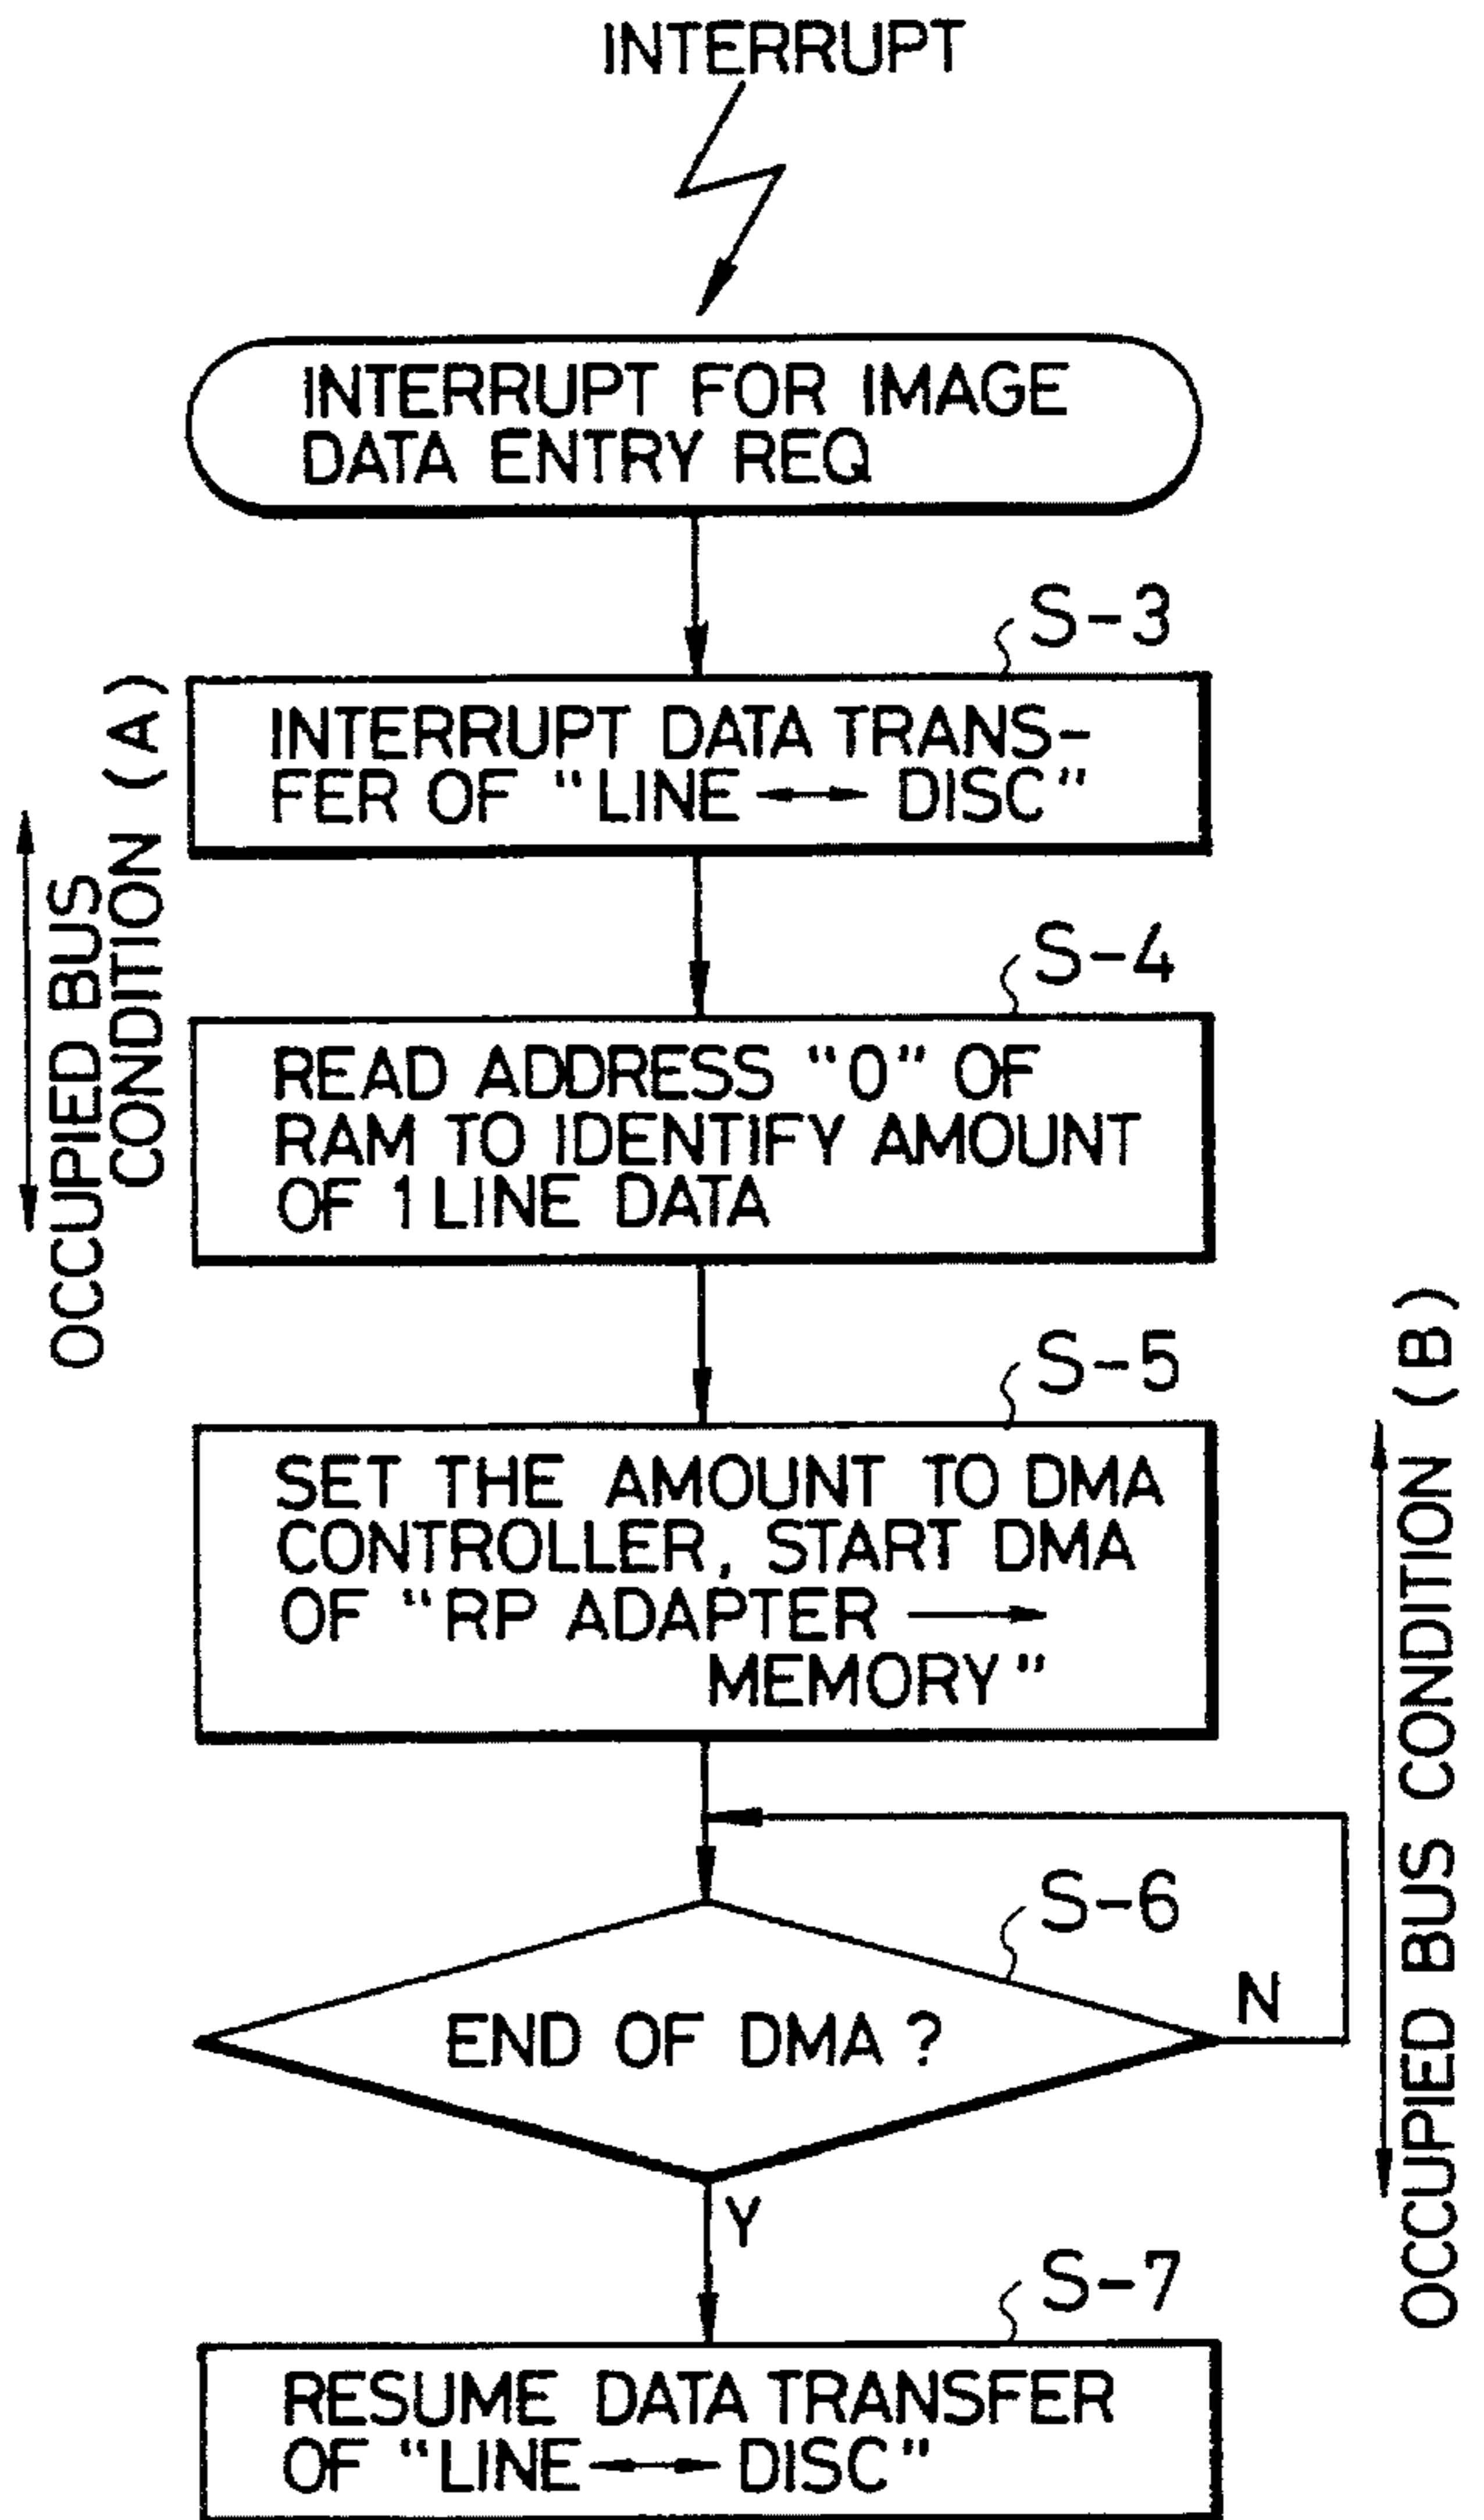 INTERRUPT
INTERRUPT FOR IMAGE
DATA ENTRY REQ
S-3
INTERRUPT DATA TRANS-
FER OF "LINE ↔ DISC"
OCCUPIED BUS
CONDITION (A)
S-4
READ ADDRESS "0" OF
RAM TO IDENTIFY AMOUNT
OF 1 LINE DATA
S-5
SET THE AMOUNT TO DMA
CONTROLLER, START DMA
OF "RP ADAPTER →
MEMORY"
OCCUPIED BUS CONDITION (B)
S-6
END OF DMA ?
N
Y
S-7
RESUME DATA TRANSFER
OF "LINE ↔ DISC"